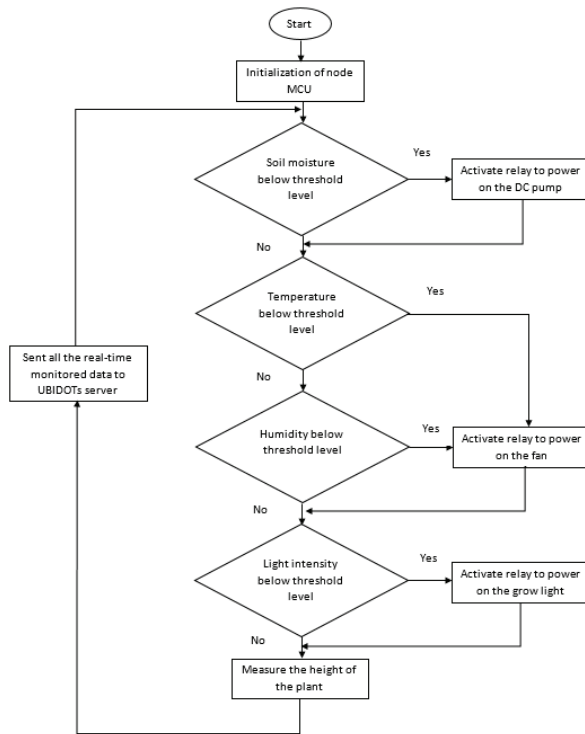 Start
Initialization of node
MCU
Soil moisture
below threshold
level
Yes
Activate relay to power
on the DC pump
No
Temperature
below threshold
level
Yes
Sent all the real-time
monitored data to
UBIDOTs server
No
Humidity below
threshold level
Yes
Activate relay to power
on the fan
No
Light intensity
below threshold
level
Yes
Activate relay to power
on the grow light
No
Measure the height of
the plant